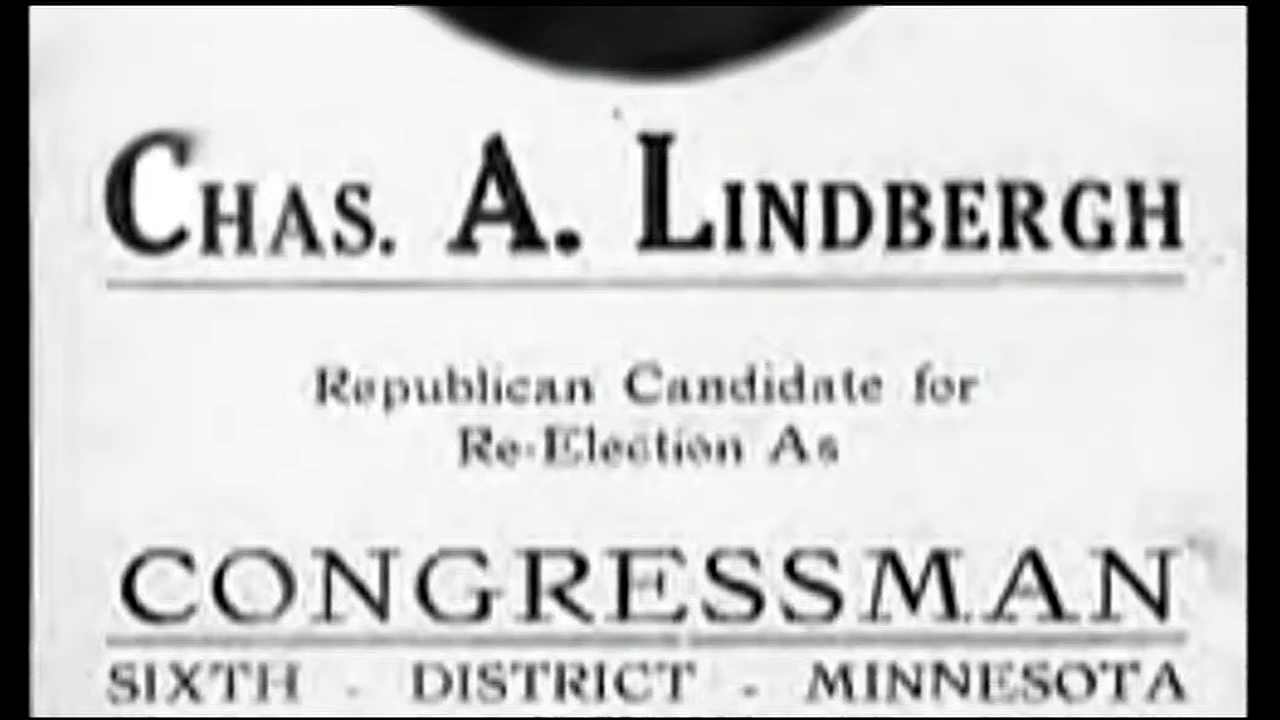 CHAS. A. LINDBERGH
Republican Candidate for
Re-Election As
CONGRESSMAN
SIXTH - DISTRICT - MINNESOTA